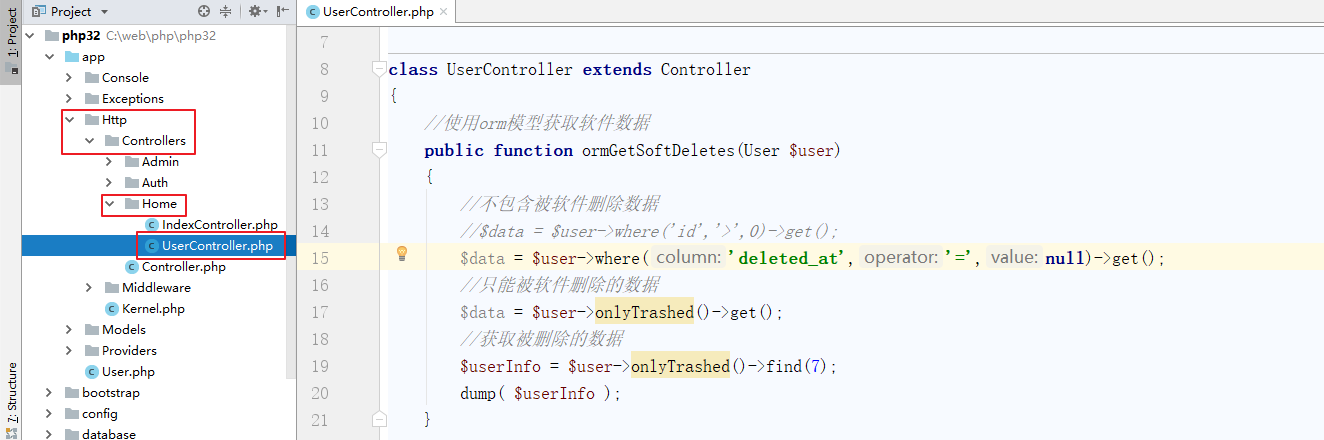 1: Project
7: Structure
Project
php32 C:\web\php\php32
app
Console
Exceptions
Http
Controllers
Admin
Auth
Home
IndexController.php
UserController.php
Controller.php
Middleware
Kernel.php
Models
Providers
User.php
bootstrap
config
database
UserController.php
7
8 class UserController extends Controller
9 {
10 //使用orm模型获取软件数据
11 public function ormGetSoftDeletes(User $user)
12 {
13 //不包含被软件删除数据
14 //$data = $user->where('id','>',0)->get();
15 $data = $user->where( column: 'deleted_at', operator: '=', value: null)->get();
16 //只能被软件删除的数据
17 $data = $user->onlyTrashed()->get();
18 //获取被删除的数据
19 $userInfo = $user->onlyTrashed()->find(7);
20 dump( $userInfo );
21 }